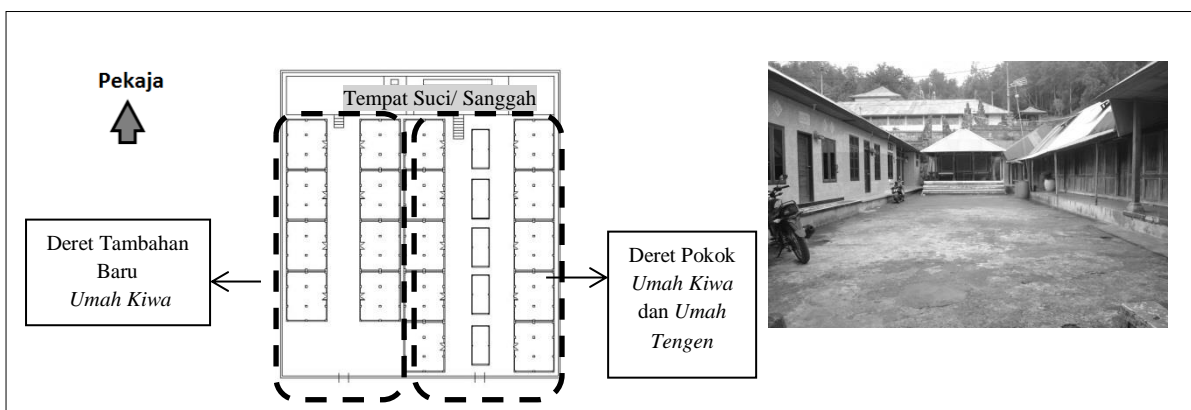 Pekaja
Tempat Suci/ Sanggah
Deret Tambahan
Baru
Umah Kiwa
Deret Pokok
Umah Kiwa
dan Umah
Tengen